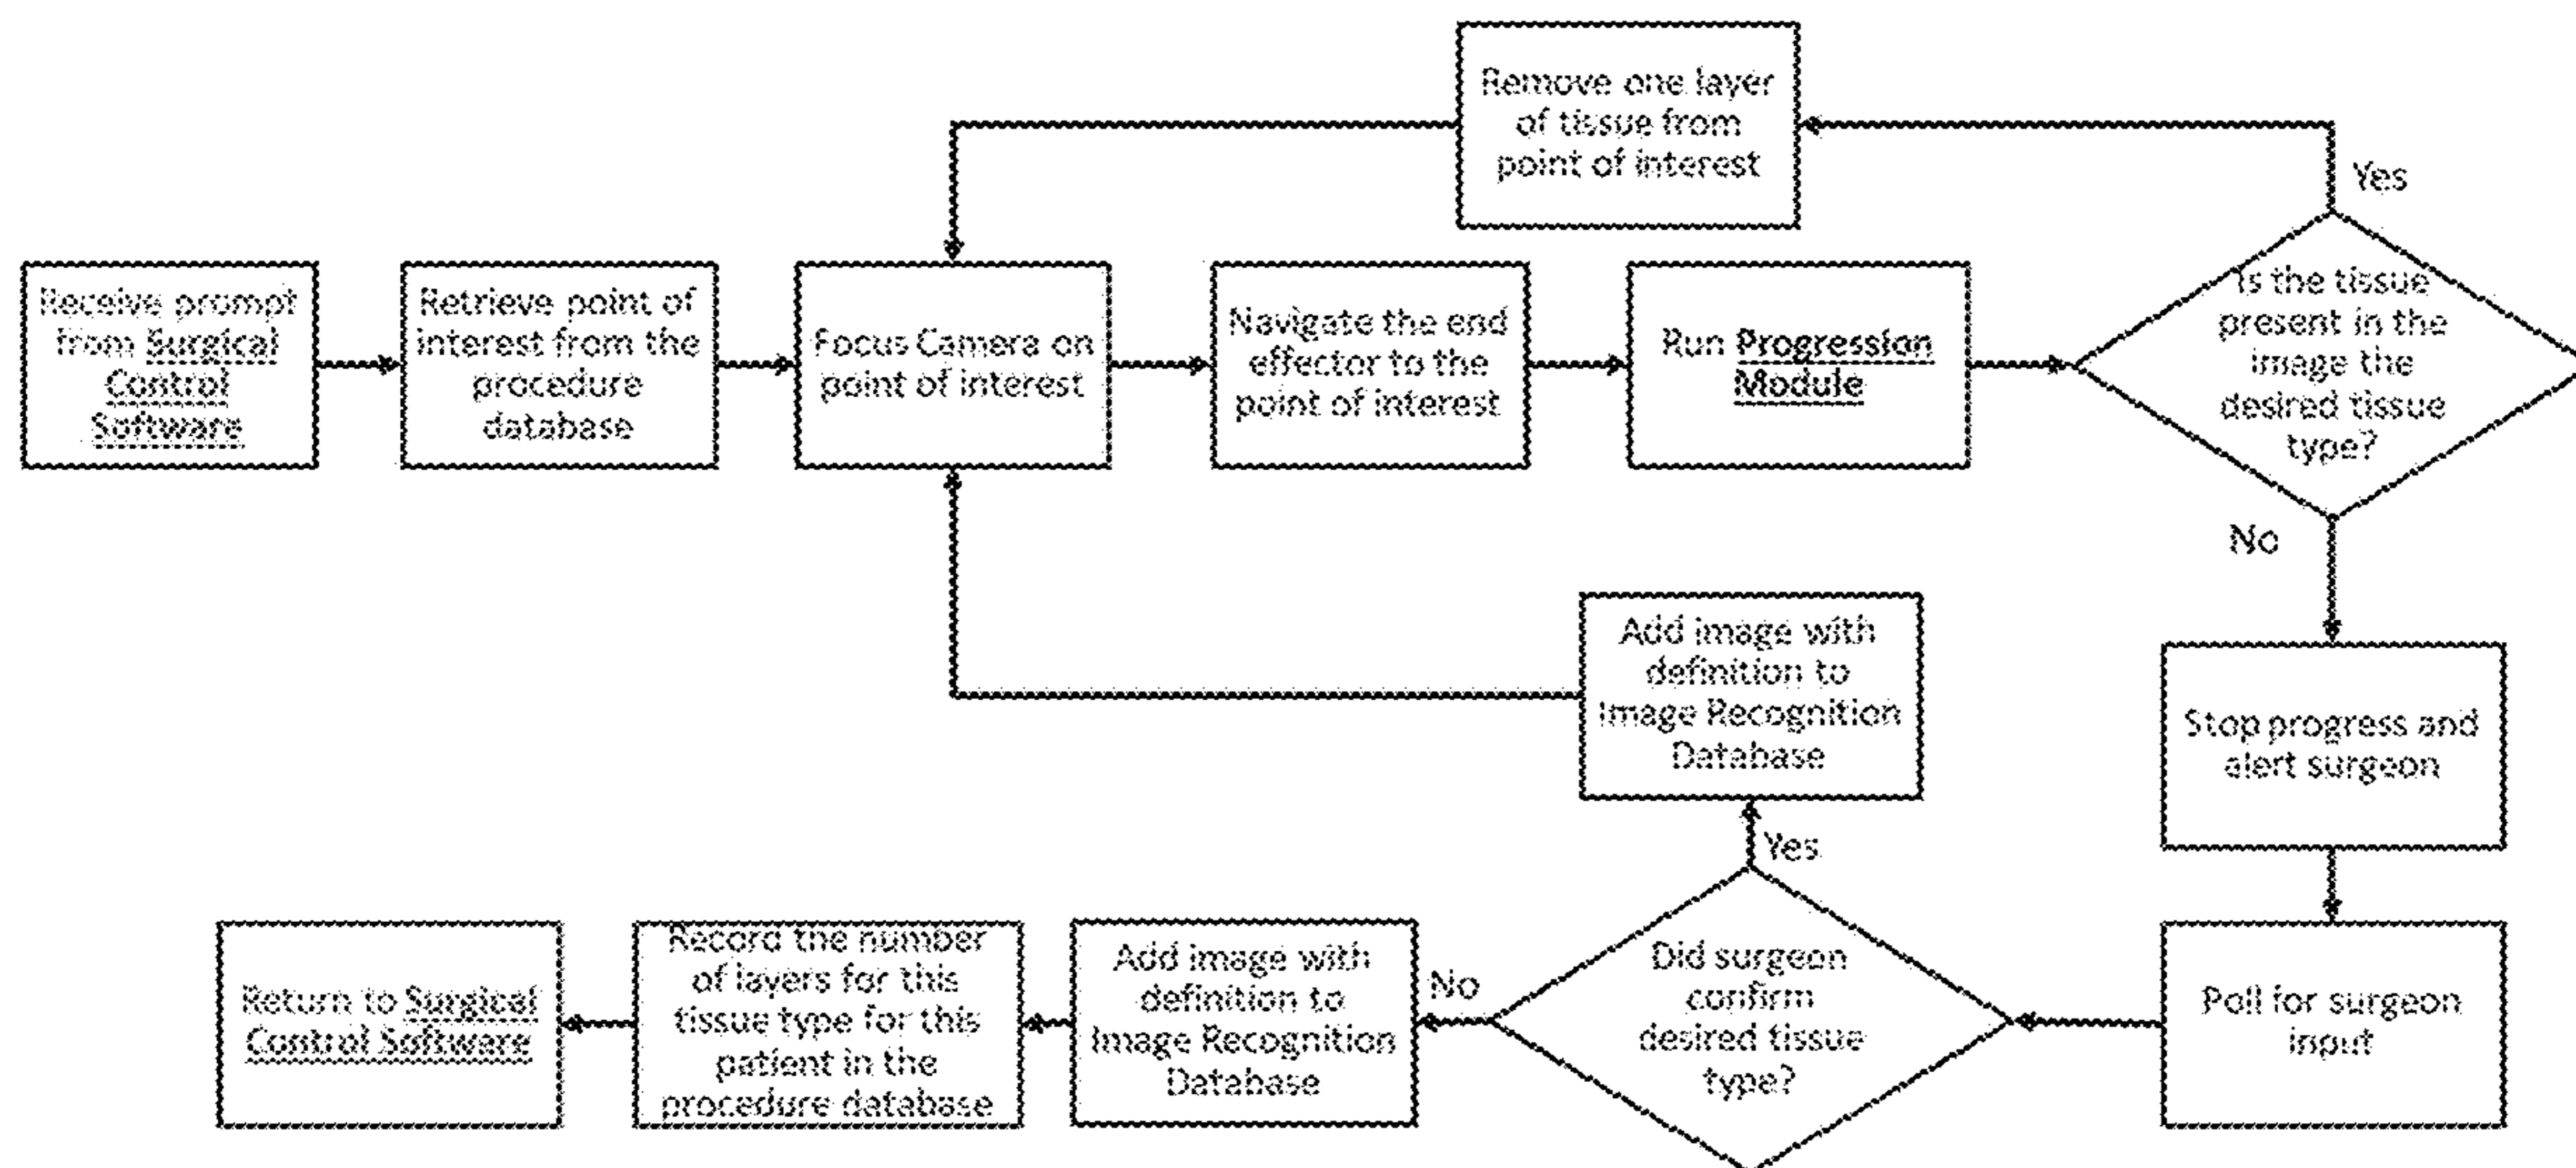 Remove one layer
of tissue from
point of interest
Yes
Receive prompt
from Surgical
Control
Software
Retrieve point of
interest from the
procedure
database
Focus Camera on
point of interest
Navigate the end
effector to the
point of interest
Run Progression
Module
Is the tissue
present in the
image the
desired tissue
type?
No
Add image with
definition to
Image Recognition
Database
Stop progress and
alert surgeon
Yes
Return to Surgical
Control Software
Record the number
of layers for this
tissue type for this
patient in the
procedure database
Add image with
definition to
Image Recognition
Database
No
Did surgeon
confirm
desired tissue
type?
Poll for surgeon
input